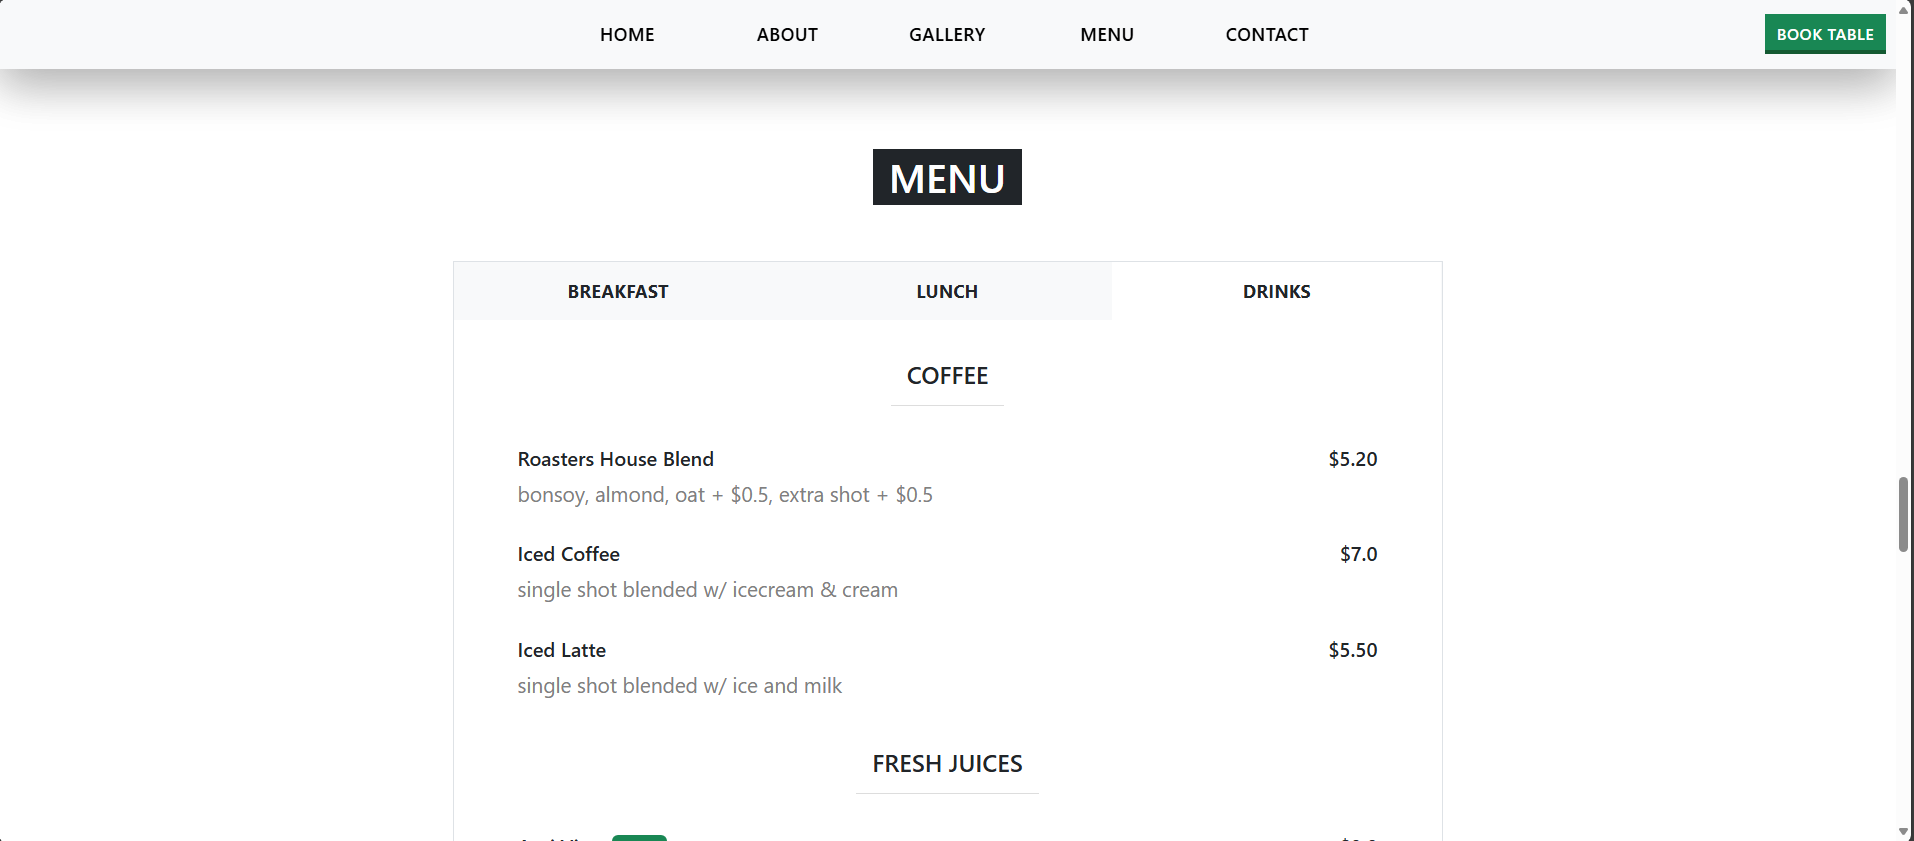 HOME ABOUT GALLERY MENU CONTACT BOOK TABLE
MENU
BREAKFAST LUNCH DRINKS
COFFEE
Roasters House Blend $5.20
bonsoy, almond, oat + $0.5, extra shot + $0.5
Iced Coffee $7.0
single shot blended w/ icecream & cream
Iced Latte $5.50
single shot blended w/ ice and milk
FRESH JUICES